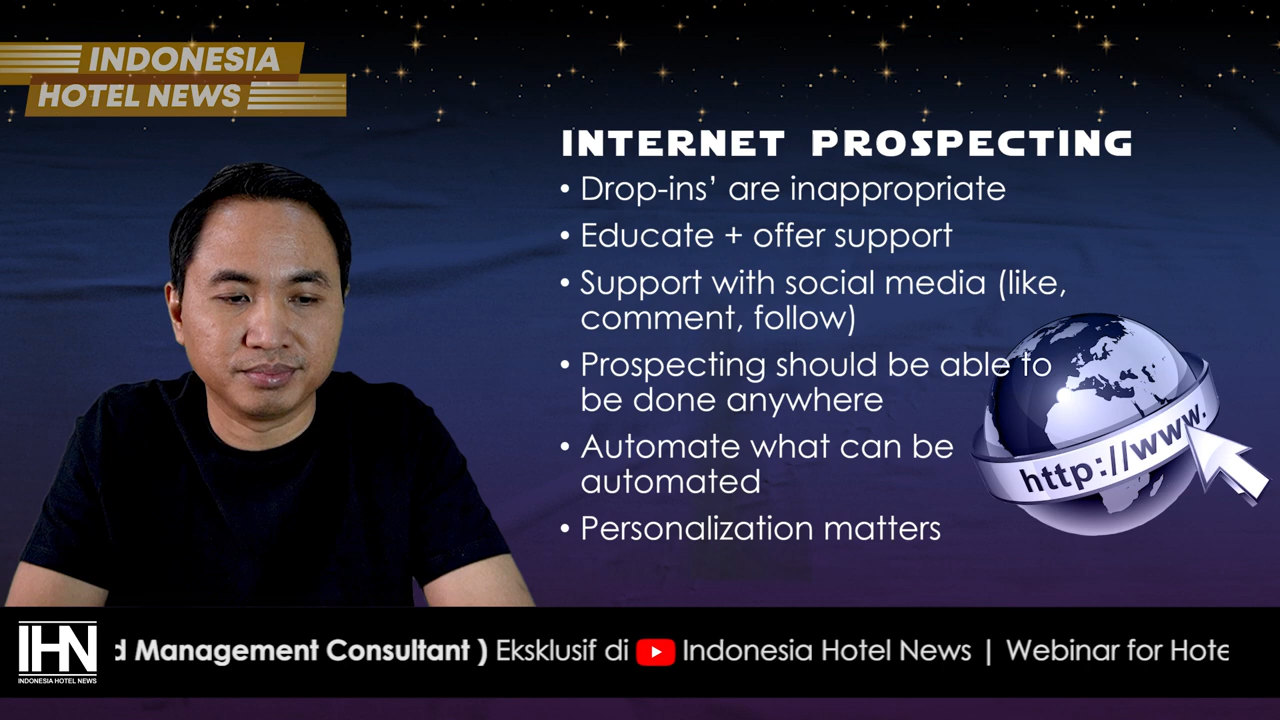 INDONESIA
HOTEL NEWS
INTERNET PROSPECTING
• Drop-ins’ are inappropriate
• Educate + offer support
• Support with social media (like,
comment, follow)
• Prospecting should be able to
be done anywhere
• Automate what can be
automated
• Personalization matters
http://www.
IHN
INDONESIA HOTEL NEWS
Management Consultant ) Eksklusif di Indonesia Hotel News | Webinar for